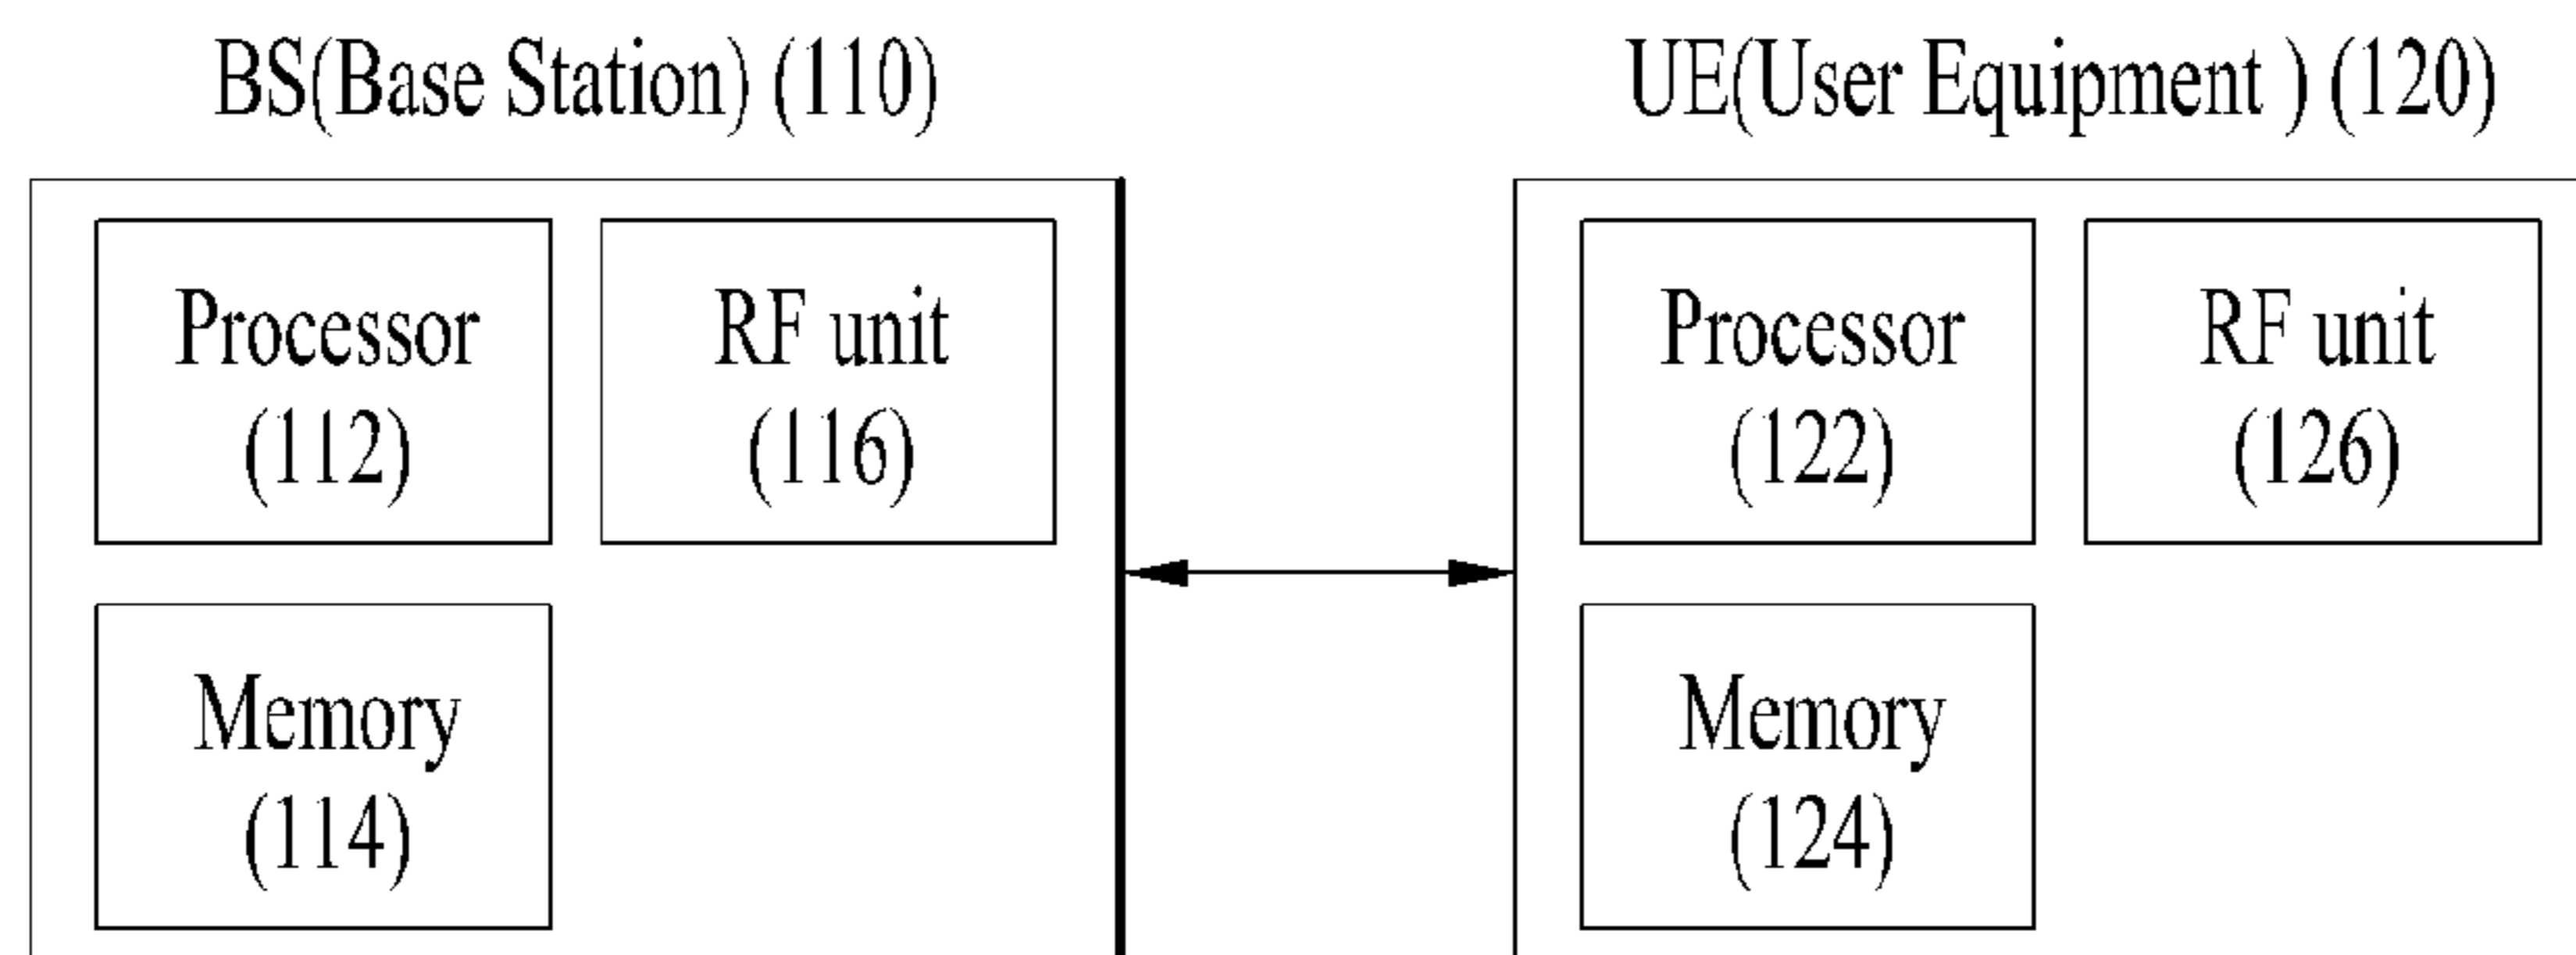 BS(Base Station) (110)
Processor
(112)
RF unit
(116)
Memory
(114)
UE(User Equipment ) (120)
Processor
(122)
RF unit
(126)
Memory
(124)